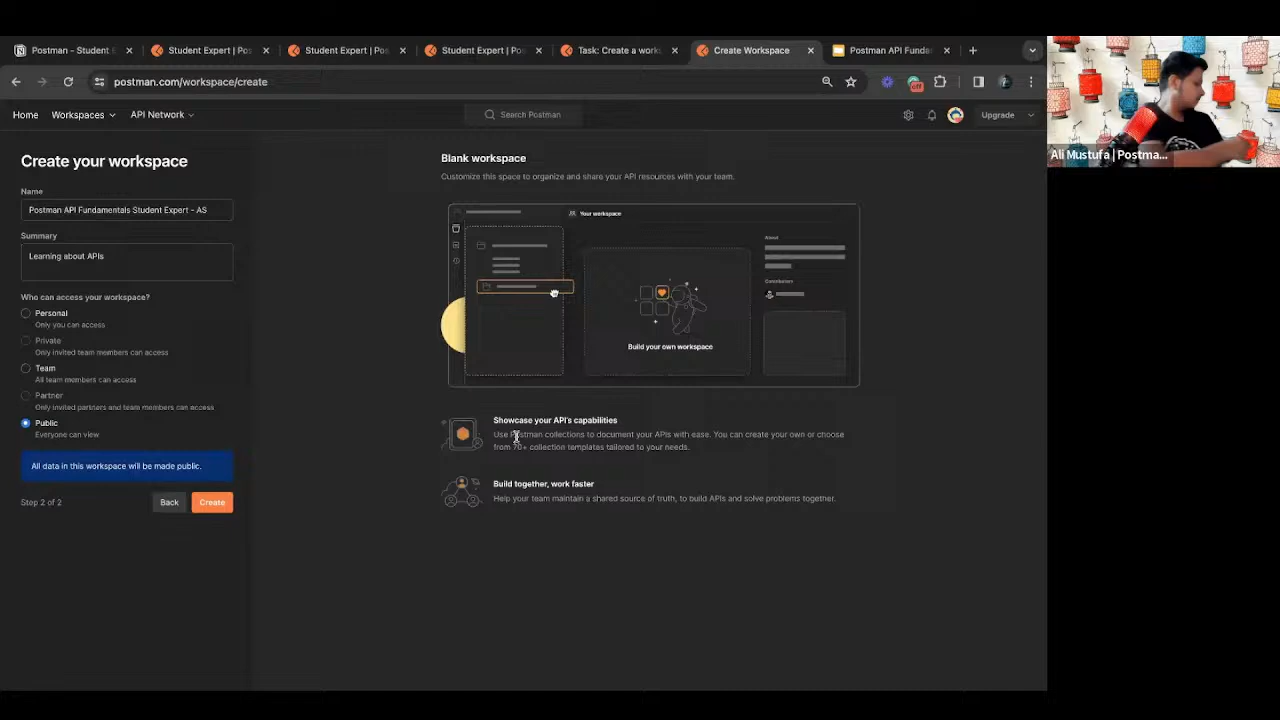 Postman - Student E
Student Expert | Pos
Student Expert | Pos
Student Expert | Pos
Task: Create a work
Create Workspace
Postman API Funda
postman.com/workspace/create
off
Home
Workspaces
API Network
Search Postman
Upgrade
Ali Mustufa | Postma...
Create your workspace
Name
Postman API Fundamentals Student Expert - AS
Summary
Learning about APIs
Who can access your workspace?
Personal
Only you can access
Private
Only invited team members can access
Team
All team members can access
Partner
Only invited partners and team members can access
Public
Everyone can view
All data in this workspace will be made public.
Step 2 of 2
Back
Create
Blank workspace
Customize this space to organize and share your API resources with your team.
Your workspace
About
Contributors
Build your own workspace
Showcase your API's capabilities
Use Postman collections to document your APIs with ease. You can create your own or choose
from 70+ collection templates tailored to your needs.
Build together, work faster
Help your team maintain a shared source of truth, to build APIs and solve problems together.